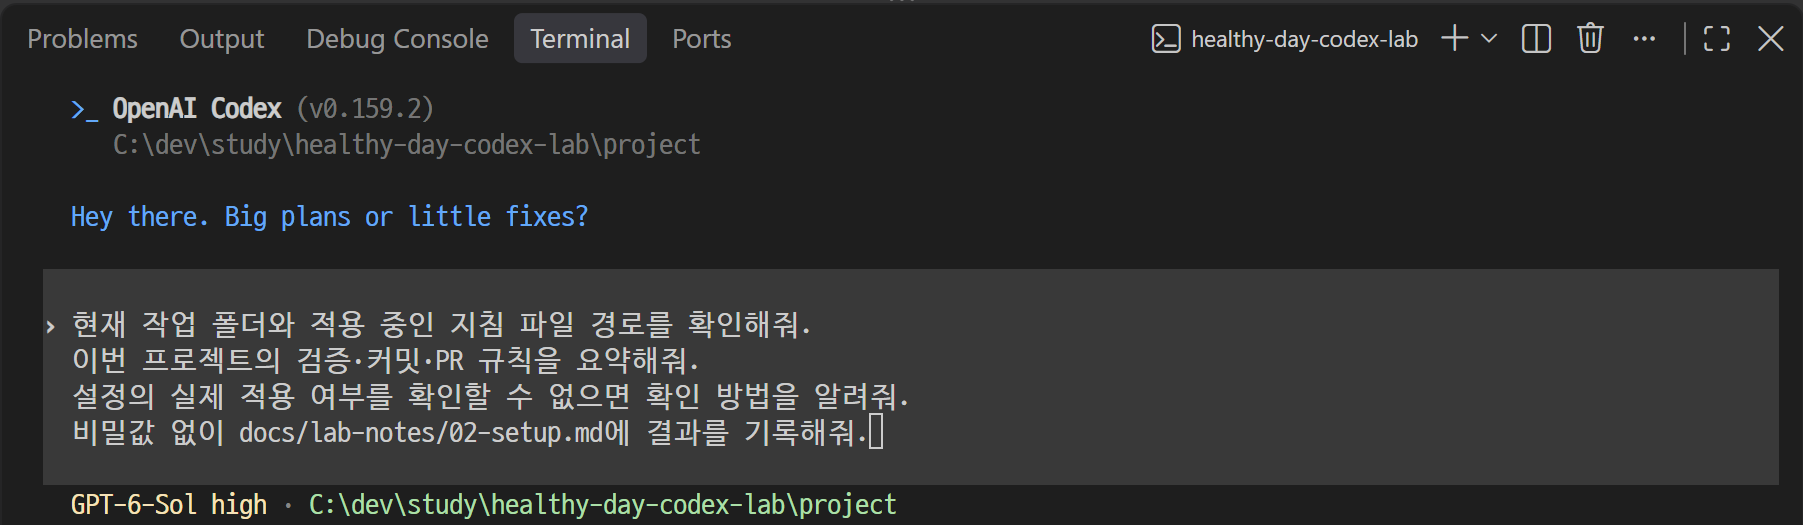 Problems Output Debug Console Terminal Ports healthy-day-codex-lab
>_ OpenAI Codex (v0.159.2)
C:\dev\study\healthy-day-codex-lab\project
Hey there. Big plans or little fixes?
› 현재 작업 폴더와 적용 중인 지침 파일 경로를 확인해줘.
이번 프로젝트의 검증·커밋·PR 규칙을 요약해줘.
설정의 실제 적용 여부를 확인할 수 없으면 확인 방법을 알려줘.
비밀값 없이 docs/lab-notes/02-setup.md에 결과를 기록해줘.
GPT-6-Sol high · C:\dev\study\healthy-day-codex-lab\project